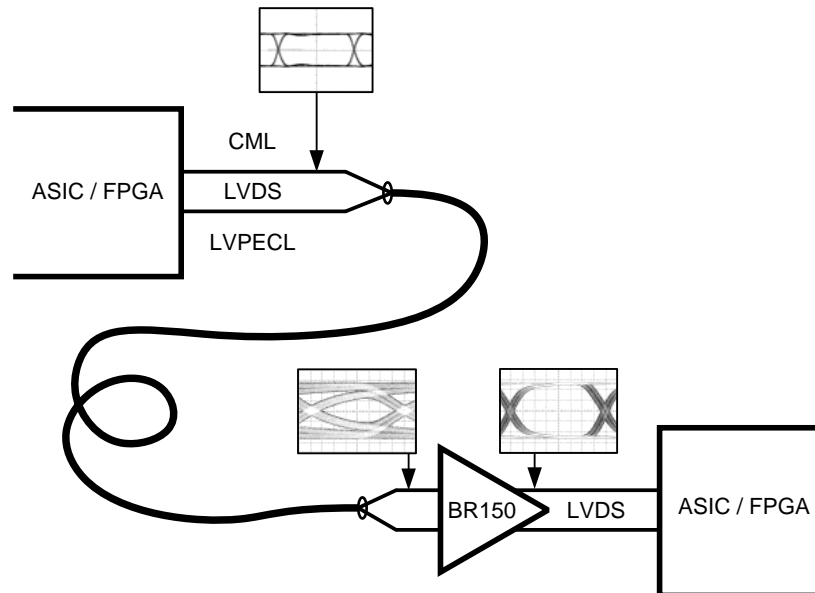 CML
ASIC / FPGA
LVDS
LVPECL
BR150
LVDS
ASIC / FPGA